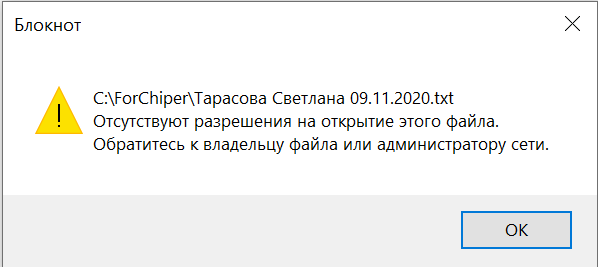 Блокнот
C:\ForChiper\Тарасова Светлана 09.11.2020.txt
Отсутствуют разрешения на открытие этого файла.
Обратитесь к владельцу файла или администратору сети.
ОК